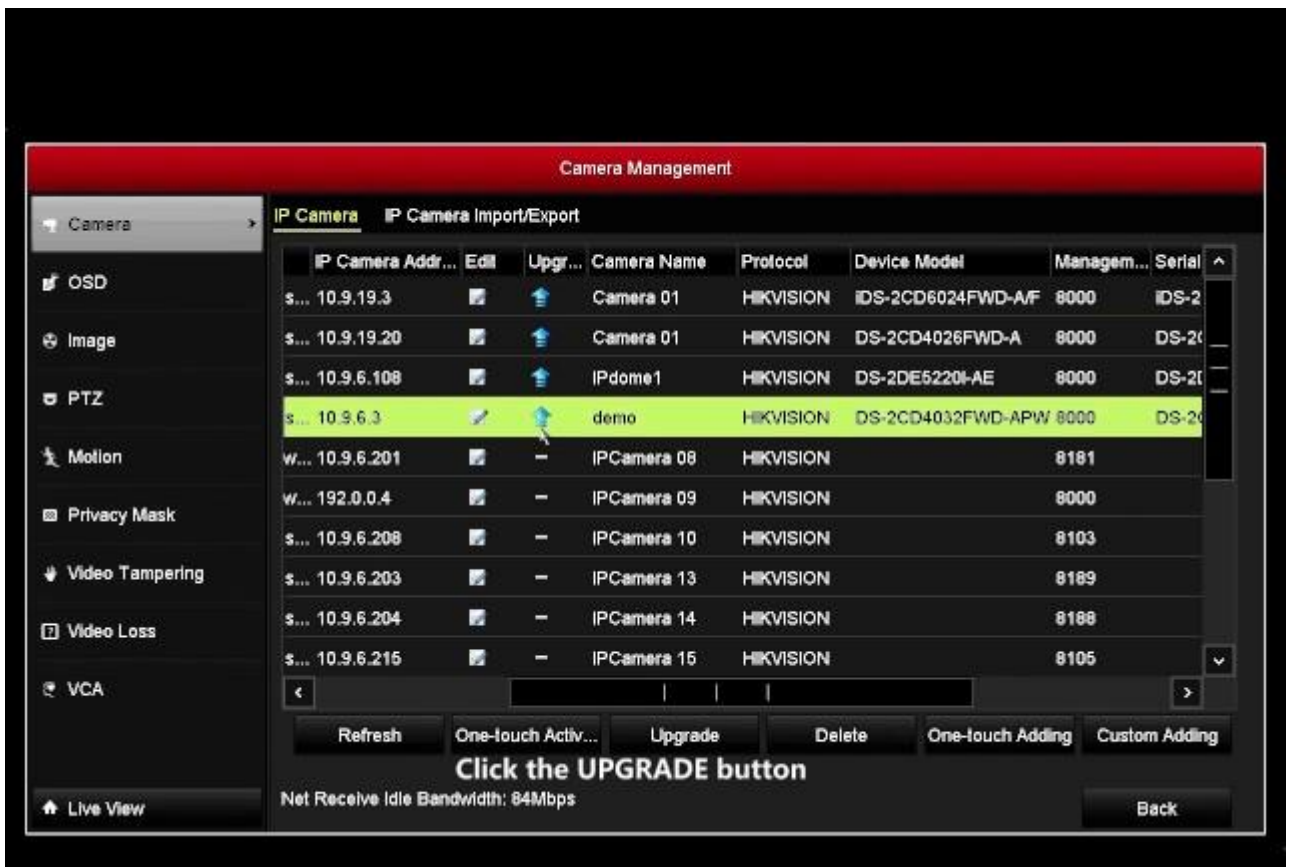 Camera Management
Camera
OSD
Image
PTZ
Motion
Privacy Mask
Video Tampering
Video Loss
VCA
Live View
IP Camera IP Camera Import/Export
IP Camera Addr... Edit Upgr... Camera Name Protocol Device Model Managem... Serial
s... 10.9.19.3 Camera 01 HIKVISION iDS-2CD6024FWD-A/F 8000 iDS-2
s... 10.9.19.20 Camera 01 HIKVISION DS-2CD4026FWD-A 8000 DS-2(
s... 10.9.6.108 IPdome1 HIKVISION DS-2DE5220I-AE 8000 DS-2[
s... 10.9.6.3 demo HIKVISION DS-2CD4032FWD-APW 8000 DS-2(
w... 10.9.6.201 – IPCamera 08 HIKVISION 8181
w... 192.0.0.4 – IPCamera 09 HIKVISION 8000
s... 10.9.6.208 – IPCamera 10 HIKVISION 8103
s... 10.9.6.203 – IPCamera 13 HIKVISION 8189
s... 10.9.6.204 – IPCamera 14 HIKVISION 8188
s... 10.9.6.215 – IPCamera 15 HIKVISION 8105
Refresh One-touch Activ... Upgrade Delete One-touch Adding Custom Adding
Click the UPGRADE button
Net Receive Idle Bandwidth: 84Mbps
Back